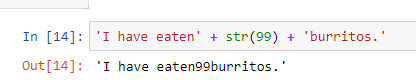 In [14]: 'I have eaten' + str(99) + 'burritos.'
Out[14]: 'I have eaten99burritos.'